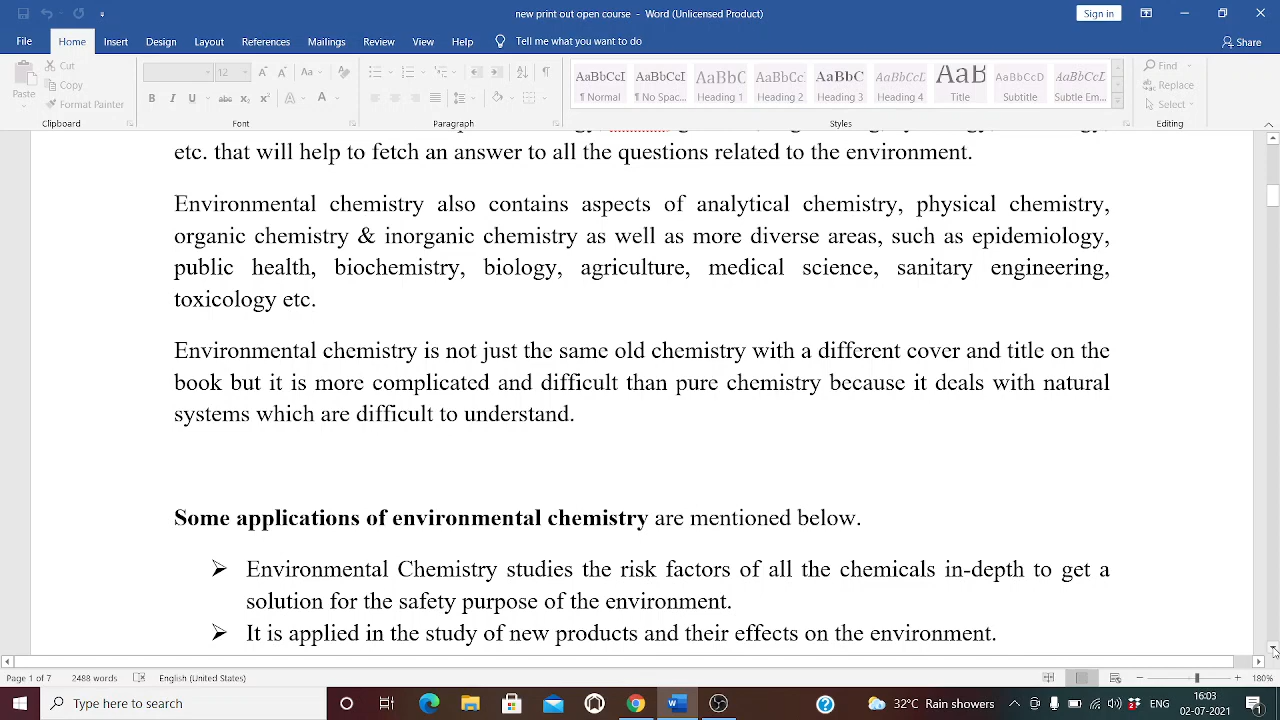 new print out open course - Word (Unlicensed Product)
Sign in
File Home Insert Design Layout References Mailings Review View Help Tell me what you want to do Share
Paste Cut Copy Format Painter
12 Aa
B I U abc x₂ x² A A
AaBbCcI AaBbCcI AaBbC AaBbCc AaBbC AaBbCcI AaB AaBbCcD AaBbCcI
¶ Normal ¶ No Spac... Heading 1 Heading 2 Heading 3 Heading 4 Title Subtitle Subtle Em...
Find
Replace
Select
Clipboard Font Paragraph Styles Editing
etc. that will help to fetch an answer to all the questions related to the environment.
Environmental chemistry also contains aspects of analytical chemistry, physical chemistry,
organic chemistry & inorganic chemistry as well as more diverse areas, such as epidemiology,
public health, biochemistry, biology, agriculture, medical science, sanitary engineering,
toxicology etc.
Environmental chemistry is not just the same old chemistry with a different cover and title on the
book but it is more complicated and difficult than pure chemistry because it deals with natural
systems which are difficult to understand.
Some applications of environmental chemistry are mentioned below.
➢ Environmental Chemistry studies the risk factors of all the chemicals in-depth to get a
solution for the safety purpose of the environment.
➢ It is applied in the study of new products and their effects on the environment.
Page 1 of 7 2488 words English (United States) 180%
Type here to search 32°C Rain showers ENG 16:03
02-07-2021